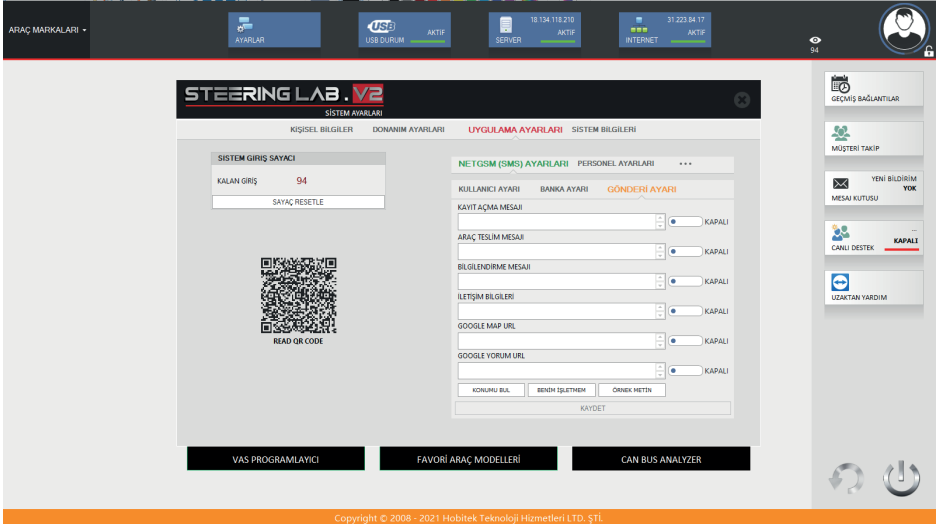 ARAÇ MARKALARI
AYARLAR
USB
USB DURUM
AKTIF
18.134.118.210
SERVER
AKTIF
31.223.84.17
INTERNET
AKTIF
94
STEERING LAB . V2
SİSTEM AYARLARI
KİŞİSEL BİLGİLER DONANIM AYARLARI UYGULAMA AYARLARI SİSTEM BİLGİLERİ
SISTEM GIRIŞ SAYACI
KALAN GİRİŞ 94
SAYAÇ RESETLE
READ QR CODE
NETGSM (SMS) AYARLARI PERSONEL AYARLARI ...
KULLANICI AYARI BANKA AYARI GÖNDERİ AYARI
KAYIT AÇMA MESAJI
KAPALI
ARAÇ TESLİM MESAJI
KAPALI
BİLGİLENDİRME MESAJI
KAPALI
İLETİŞİM BİLGİLERİ
KAPALI
GOOGLE MAP URL
KAPALI
GOOGLE YORUM URL
KAPALI
KONUMU BUL BENİM İŞLETMEM ÖRNEK METİN
KAYDET
VAS PROGRAMLAYICI FAVORİ ARAÇ MODELLERİ CAN BUS ANALYZER
GEÇMİŞ BAĞLANTILAR
MÜŞTERİ TAKİP
YENİ BİLDİRİM
YOK
MESAJ KUTUSU
...
KAPALI
CANLI DESTEK
UZAKTAN YARDIM
Copyright © 2008 - 2021 Hobitek Teknoloji Hizmetleri LTD. ŞTİ.